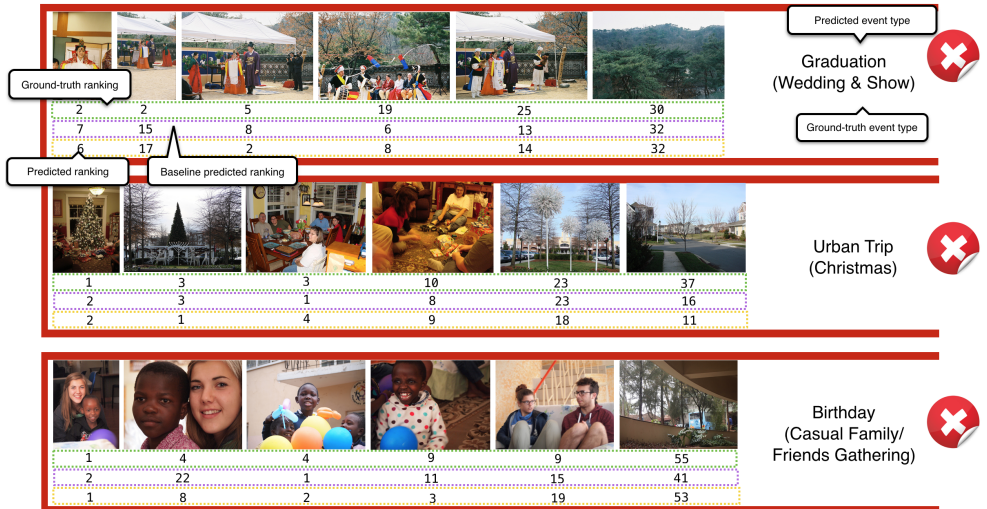 Predicted event type
Graduation
(Wedding & Show)
Ground-truth event type
Ground-truth ranking
2 2 5 19 25 30
7 15 8 6 13 32
6 17 2 8 14 32
Predicted ranking
Baseline predicted ranking
Urban Trip
(Christmas)
1 3 3 10 23 37
2 3 1 8 23 16
2 1 4 9 18 11
Birthday
(Casual Family/
Friends Gathering)
1 4 4 9 9 55
2 22 1 11 15 41
1 8 2 3 19 53